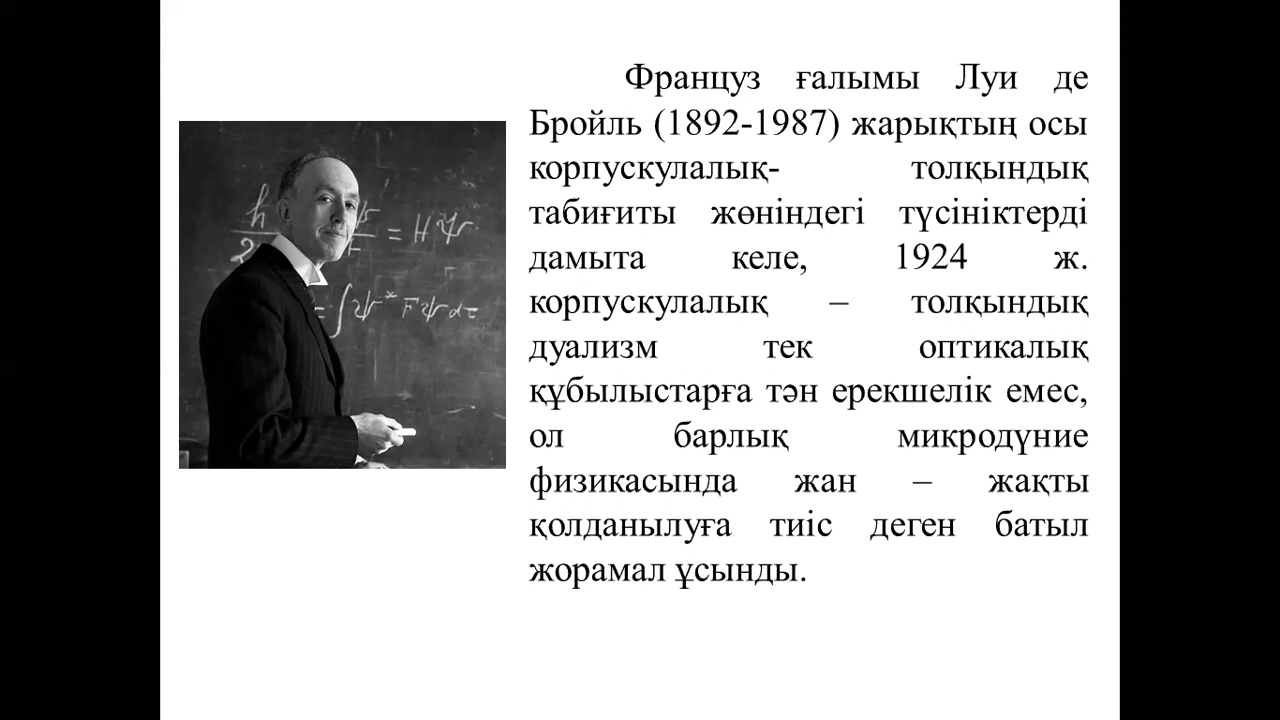 Француз ғалымы Луи де
Бройль (1892-1987) жарықтың осы
корпускулалық- толқындық
табиғиты жөніндегі түсініктерді
дамыта келе, 1924 ж.
корпускулалық – толқындық
дуализм тек оптикалық
құбылыстарға тән ерекшелік емес,
ол барлық микродүние
физикасында жан – жақты
қолданылуға тиіс деген батыл
жорамал ұсынды.
= Hψ
= ∫ψ* Fψdτ